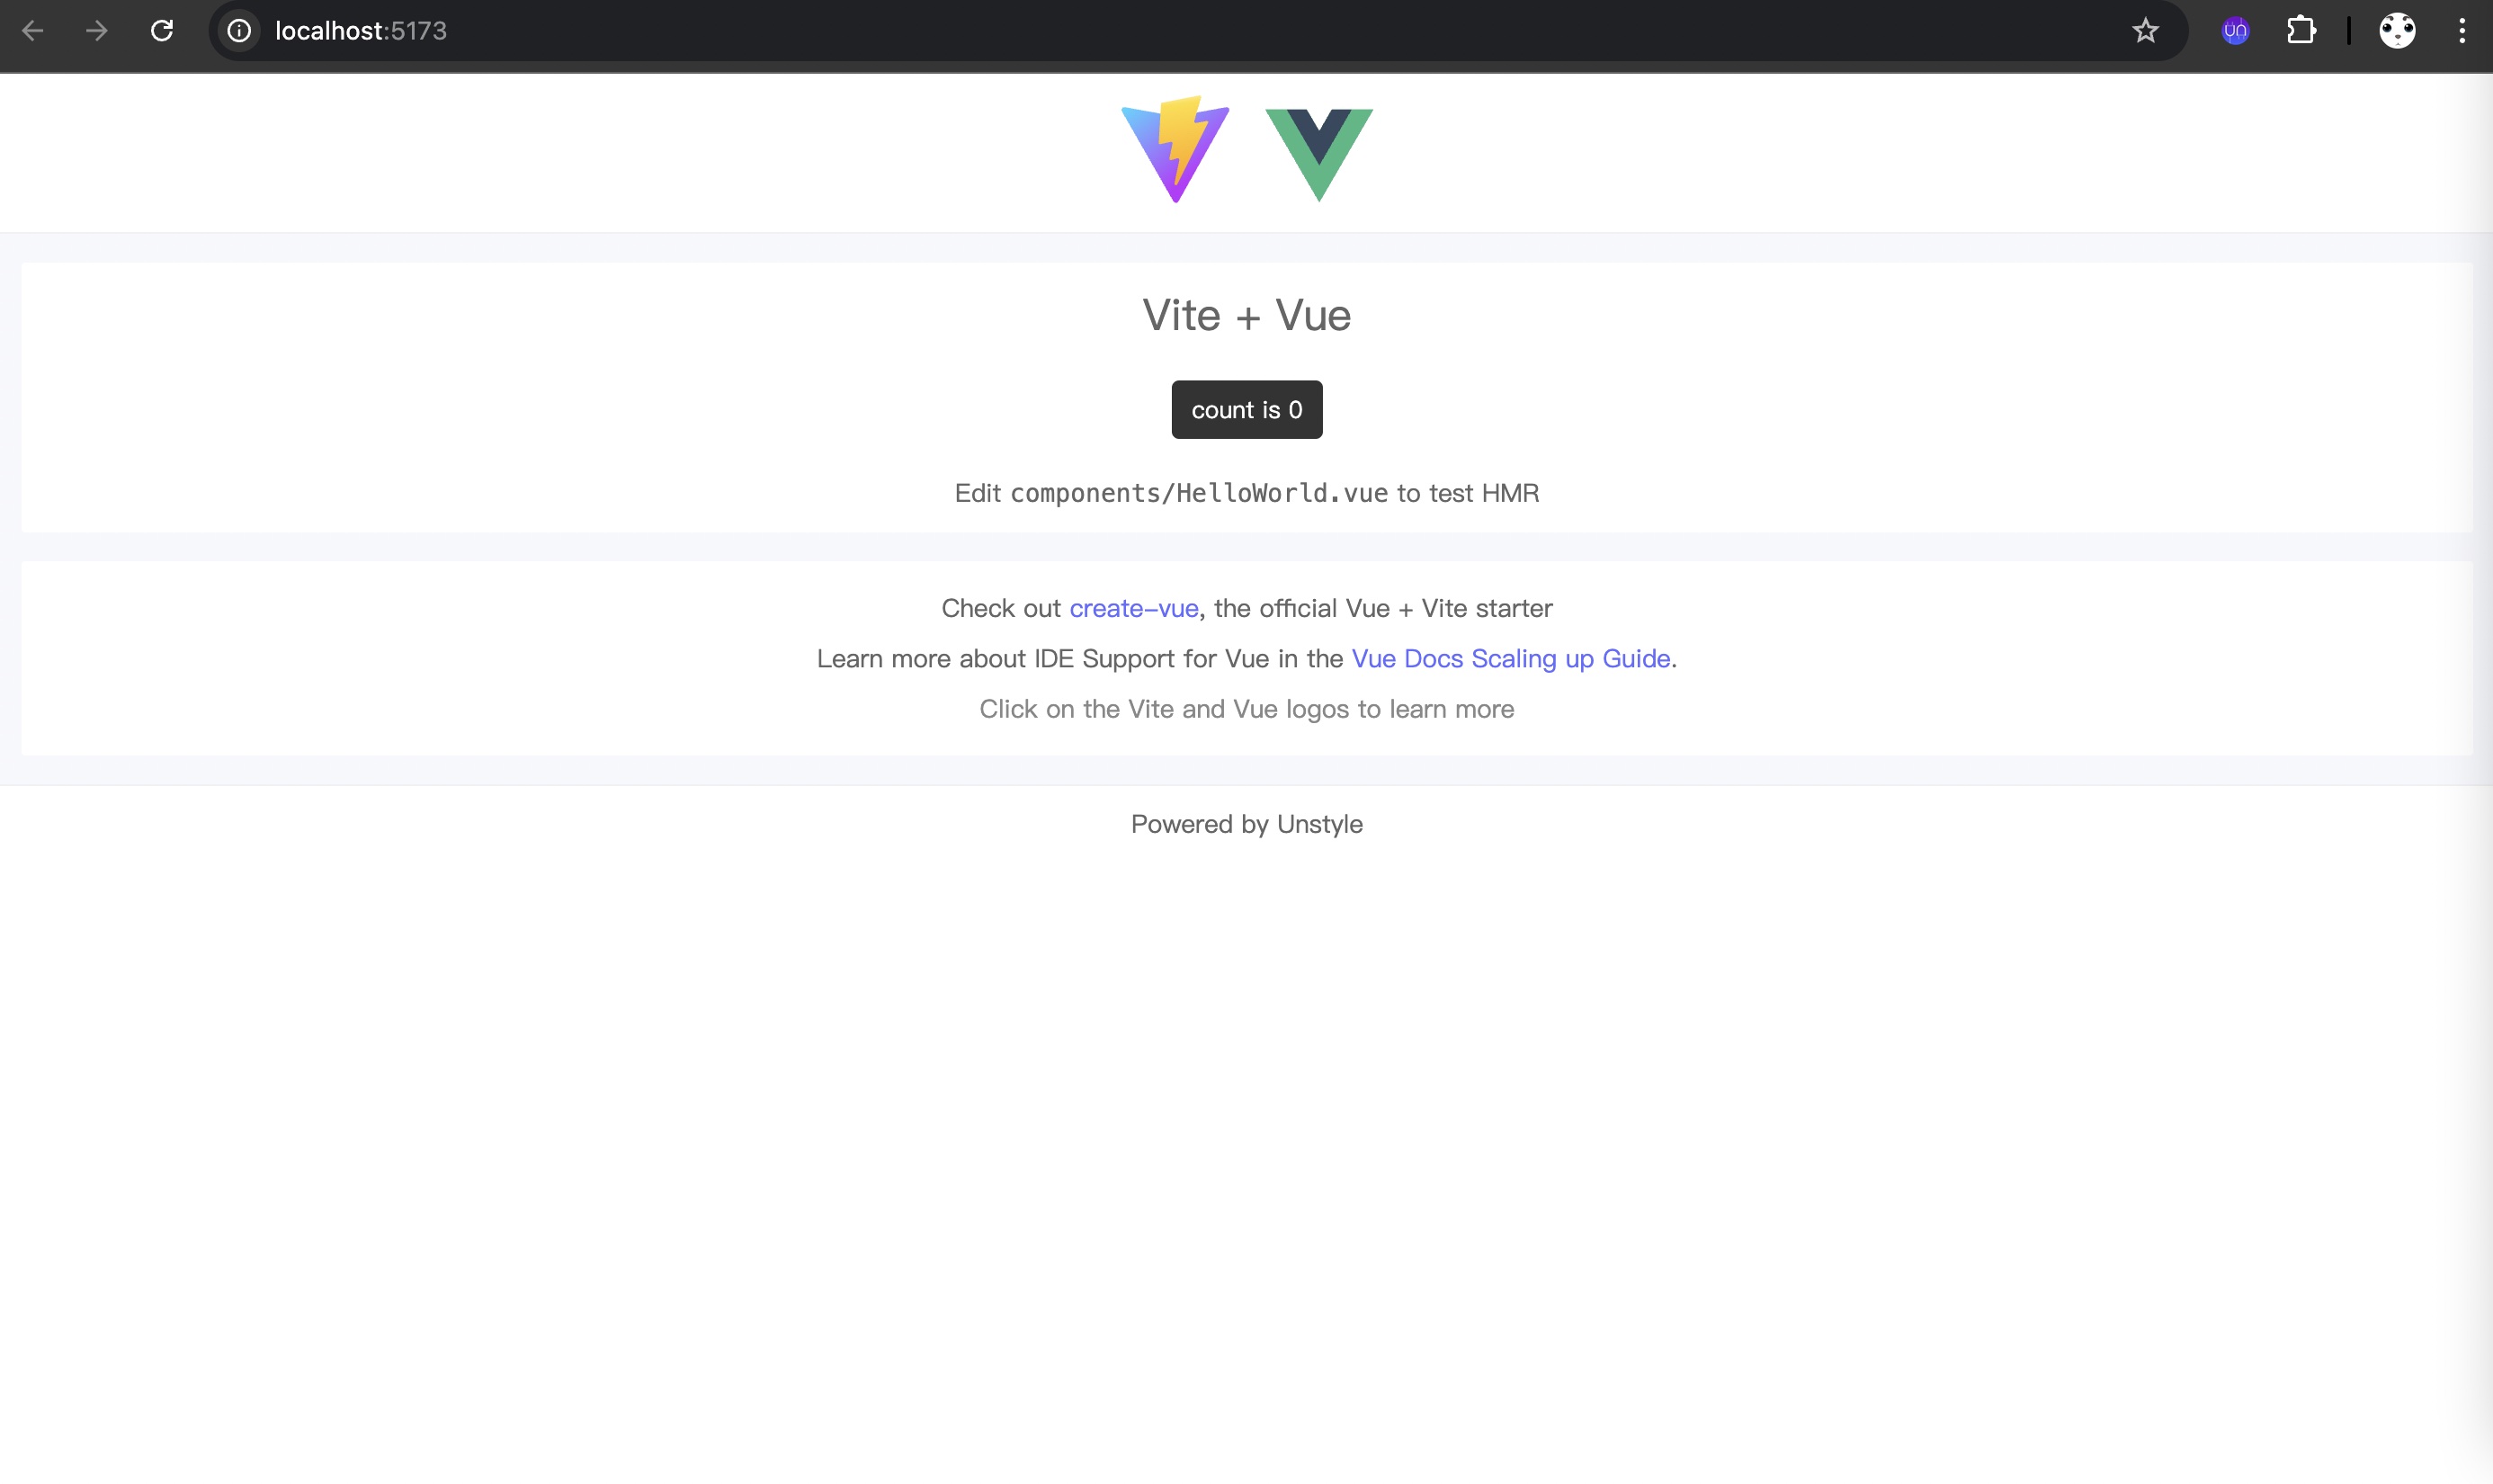 localhost:5173
Vite + Vue
count is 0
Edit components/HelloWorld.vue to test HMR
Check out create-vue, the official Vue + Vite starter
Learn more about IDE Support for Vue in the Vue Docs Scaling up Guide.
Click on the Vite and Vue logos to learn more
Powered by Unstyle